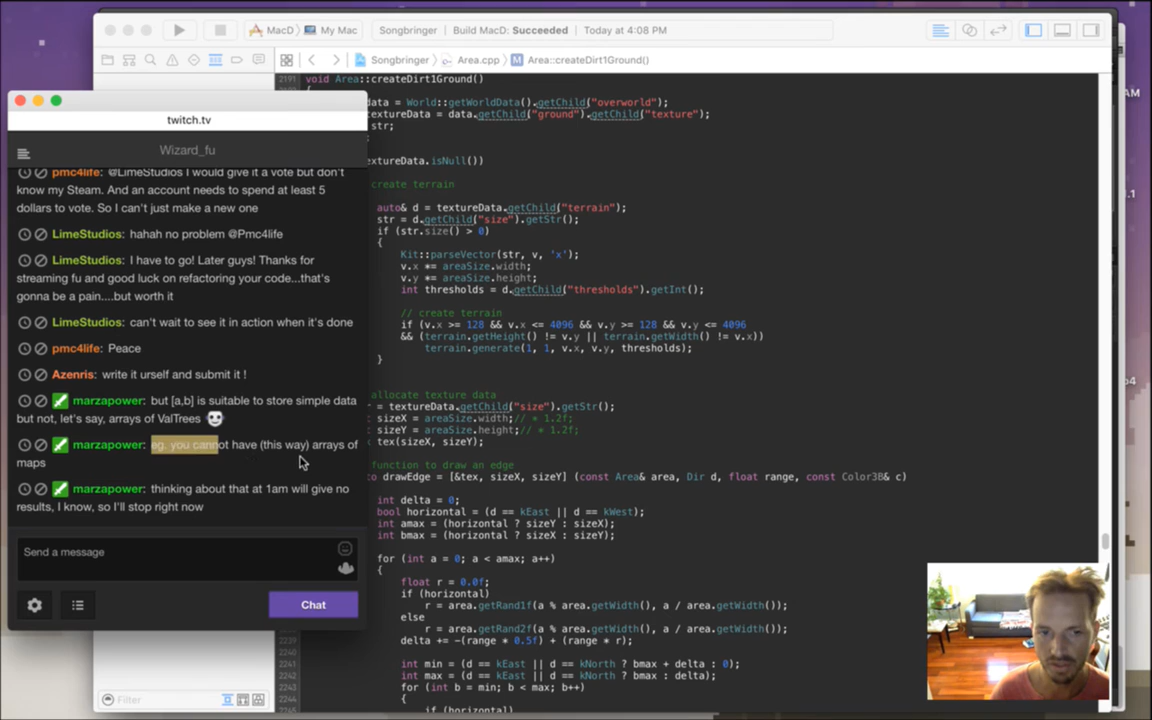 MacD › My Mac
Songbringer
Build MacD: Succeeded
Today at 4:08 PM
Songbringer › Area.cpp › M Area::createDirt1Ground()
2191 void Area::createDirt1Ground()
{
data = World::getWorldData().getChild("overworld");
textureData = data.getChild("ground").getChild("texture");
str;
extureData.isNull())
create terrain
auto& d = textureData.getChild("terrain");
str = d.getChild("size").getStr();
if (str.size() > 0)
{
Kit::parseVector(str, v, 'x');
v.x *= areaSize.width;
v.y *= areaSize.height;
int thresholds = d.getChild("thresholds").getInt();
// create terrain
if (v.x >= 128 && v.x <= 4096 && v.y >= 128 && v.y <= 4096
&& (terrain.getHeight() != v.y || terrain.getWidth() != v.x))
terrain.generate(1, 1, v.x, v.y, thresholds);
}
allocate texture data
r = textureData.getChild("size").getStr();
sizeX = areaSize.width;// * 1.2f;
sizeY = areaSize.height;// * 1.2f;
tex(sizeX, sizeY);
function to draw an edge
o drawEdge = [&tex, sizeX, sizeY] (const Area& area, Dir d, float range, const Color3B& c)
int delta = 0;
bool horizontal = (d == kEast || d == kWest);
int amax = (horizontal ? sizeY : sizeX);
int bmax = (horizontal ? sizeX : sizeY);
for (int a = 0; a < amax; a++)
{
float r = 0.0f;
if (horizontal)
r = area.getRand1f(a % area.getWidth(), a / area.getWidth());
else
r = area.getRand2f(a % area.getWidth(), a / area.getWidth());
delta += -(range * 0.5f) + (range * r);
2240
2241 int min = (d == kEast || d == kNorth ? bmax + delta : 0);
2242 int max = (d == kEast || d == kNorth ? bmax : delta);
2243 for (int b = min; b < max; b++)
2244 {
2245 if (horizontal)
Filter
twitch.tv
Wizard_fu
pmc4life: @LimeStudios I would give it a vote but don't
know my Steam. And an account needs to spend at least 5
dollars to vote. So I can't just make a new one
LimeStudios: hahah no problem @Pmc4life
LimeStudios: I have to go! Later guys! Thanks for
streaming fu and good luck on refactoring your code...that's
gonna be a pain....but worth it
LimeStudios: can't wait to see it in action when it's done
pmc4life: Peace
Azenris: write it urself and submit it !
marzapower: but [a,b] is suitable to store simple data
but not, let's say, arrays of ValTrees
marzapower: eg. you cannot have (this way) arrays of
maps
marzapower: thinking about that at 1am will give no
results, I know, so I'll stop right now
Send a message
Chat
AM